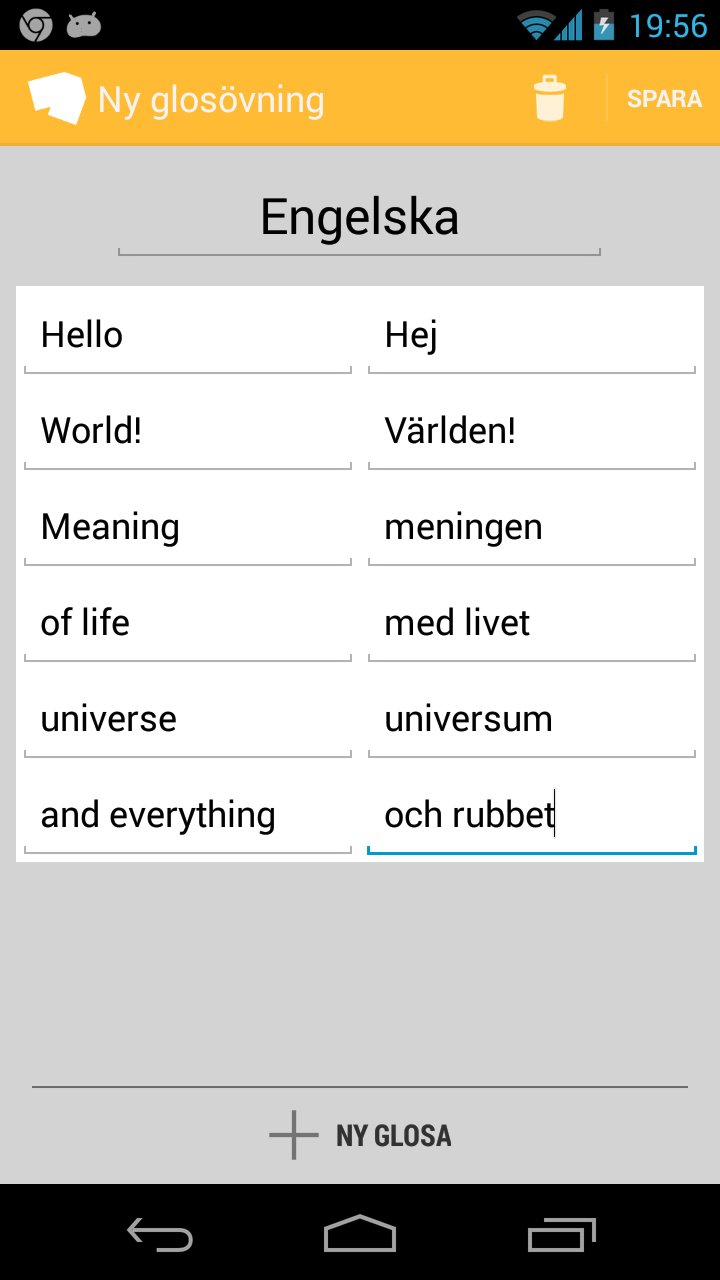 19:56
Ny glosövning SPARA
Engelska
Hello Hej
World! Världen!
Meaning meningen
of life med livet
universe universum
and everything och rubbet
NY GLOSA